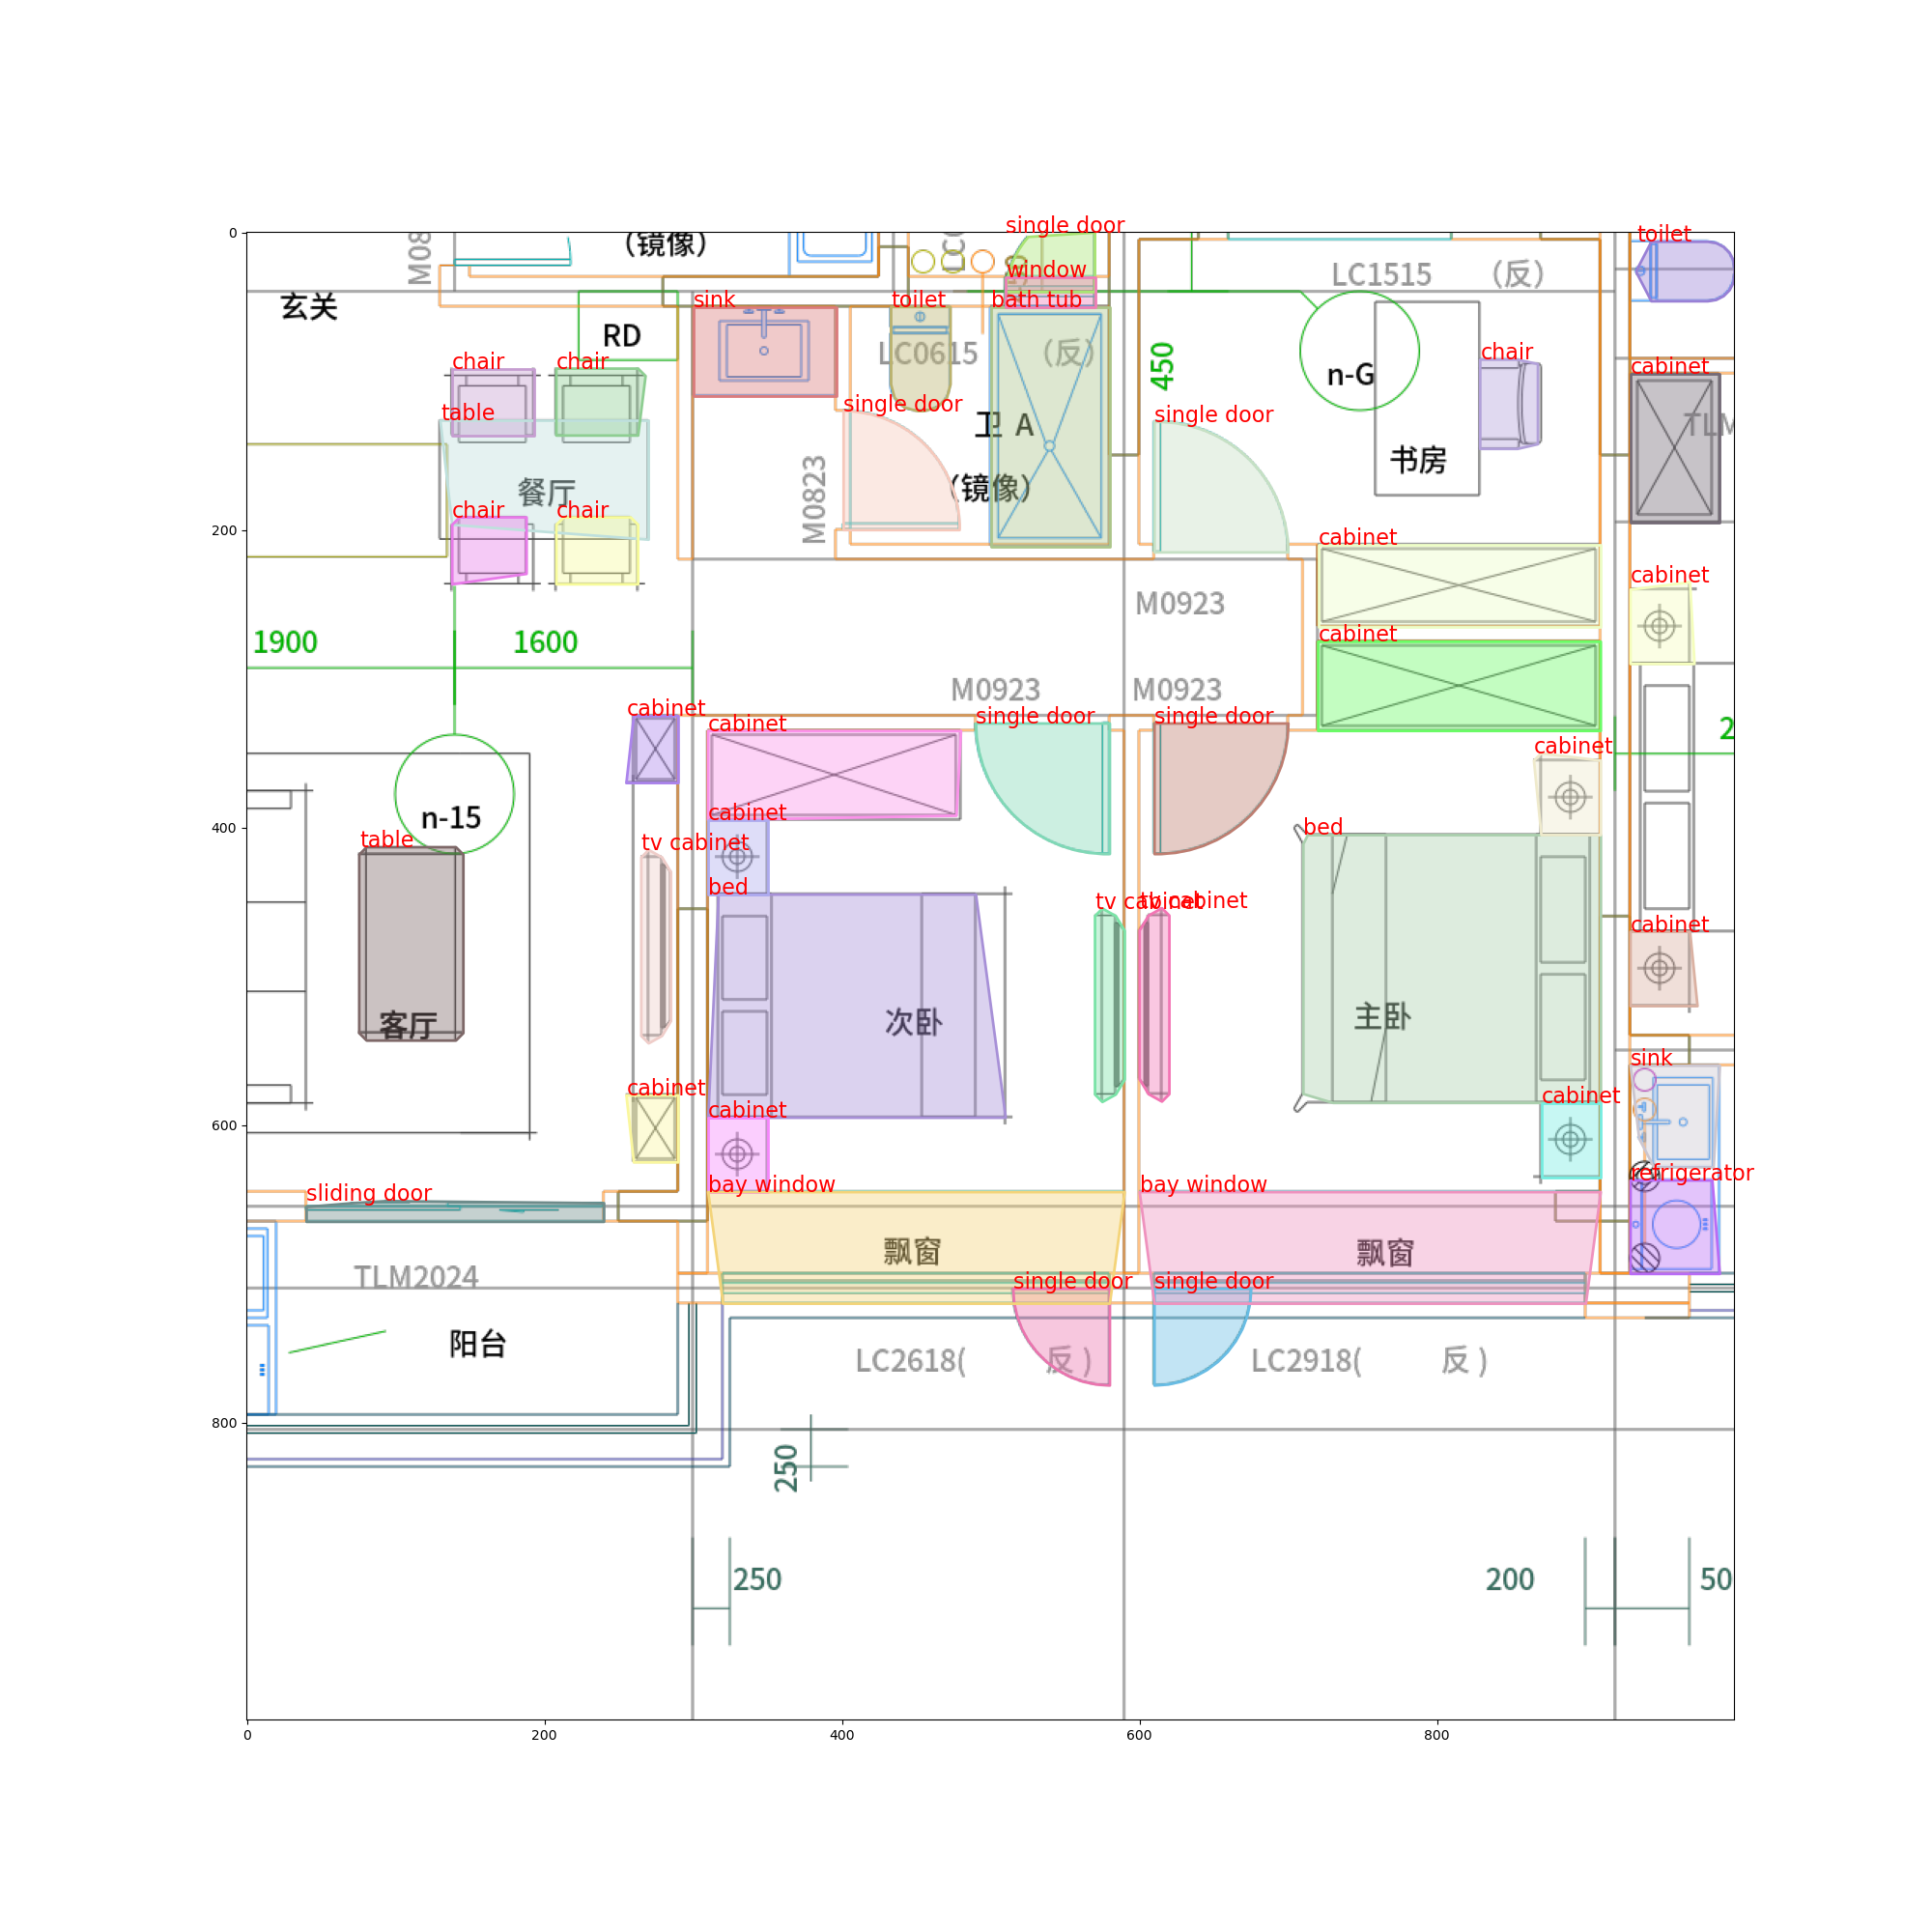 0
single door
M08
（镜像）
LC
toilet
window
LC1515 （反）
玄关
sink
toilet
bath tub
RD
LC0615 （反）
450
chair
chair
n-G
chair
cabinet
table
single door
single door
卫 A
TLM
书房
餐厅
M0823
（镜像）
chair
chair
200
cabinet
cabinet
M0923
1900
1600
cabinet
M0923
M0923
cabinet
cabinet
single door
single door
2
cabinet
n-15
400
table
tv cabinet
cabinet
bed
bed
tv cabinet
tv cabinet
cabinet
客厅
次卧
主卧
sink
cabinet
cabinet
cabinet
600
refrigerator
sliding door
bay window
bay window
飘窗
飘窗
TLM2024
single door
single door
阳台
LC2618( 反 )
LC2918( 反 )
800
250
250
200
50
0
200
400
600
800